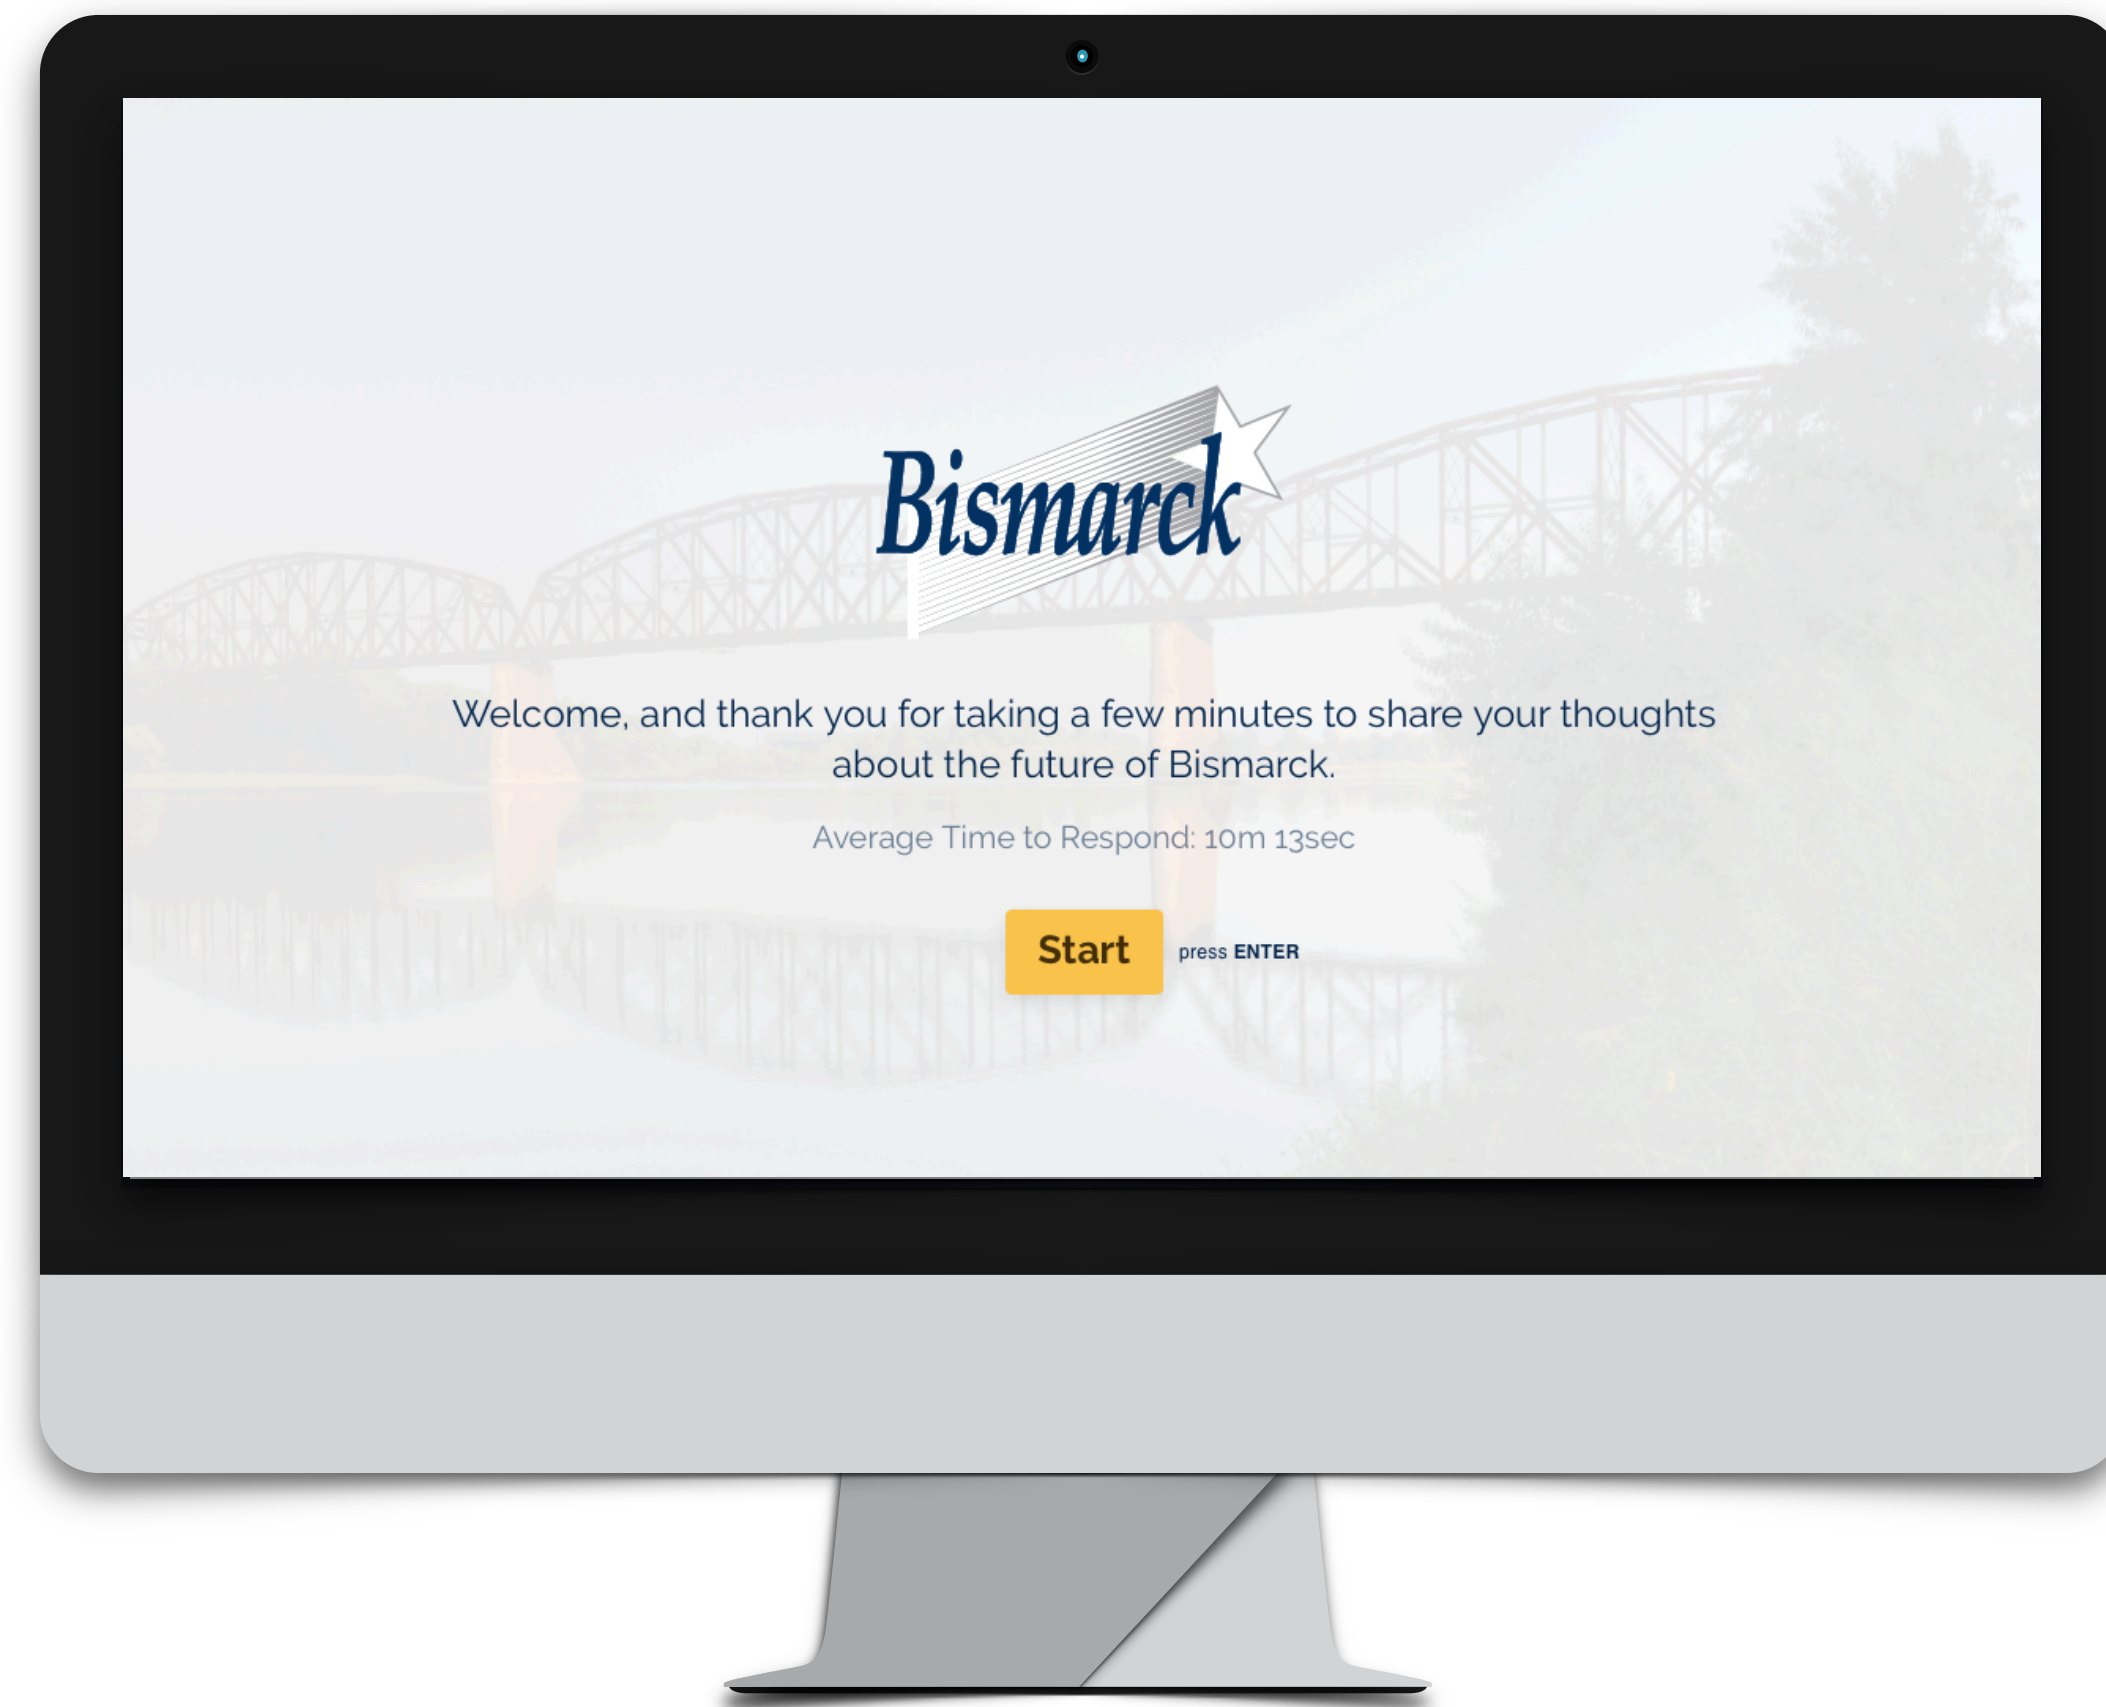 Bismarck
Welcome, and thank you for taking a few minutes to share your thoughts
about the future of Bismarck.
Average Time to Respond: 10m 13sec
Start press ENTER